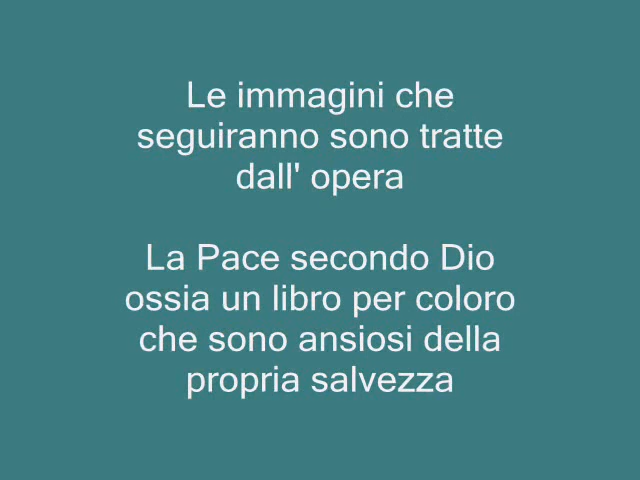 Le immagini che
seguiranno sono tratte
dall' opera
La Pace secondo Dio
ossia un libro per coloro
che sono ansiosi della
propria salvezza